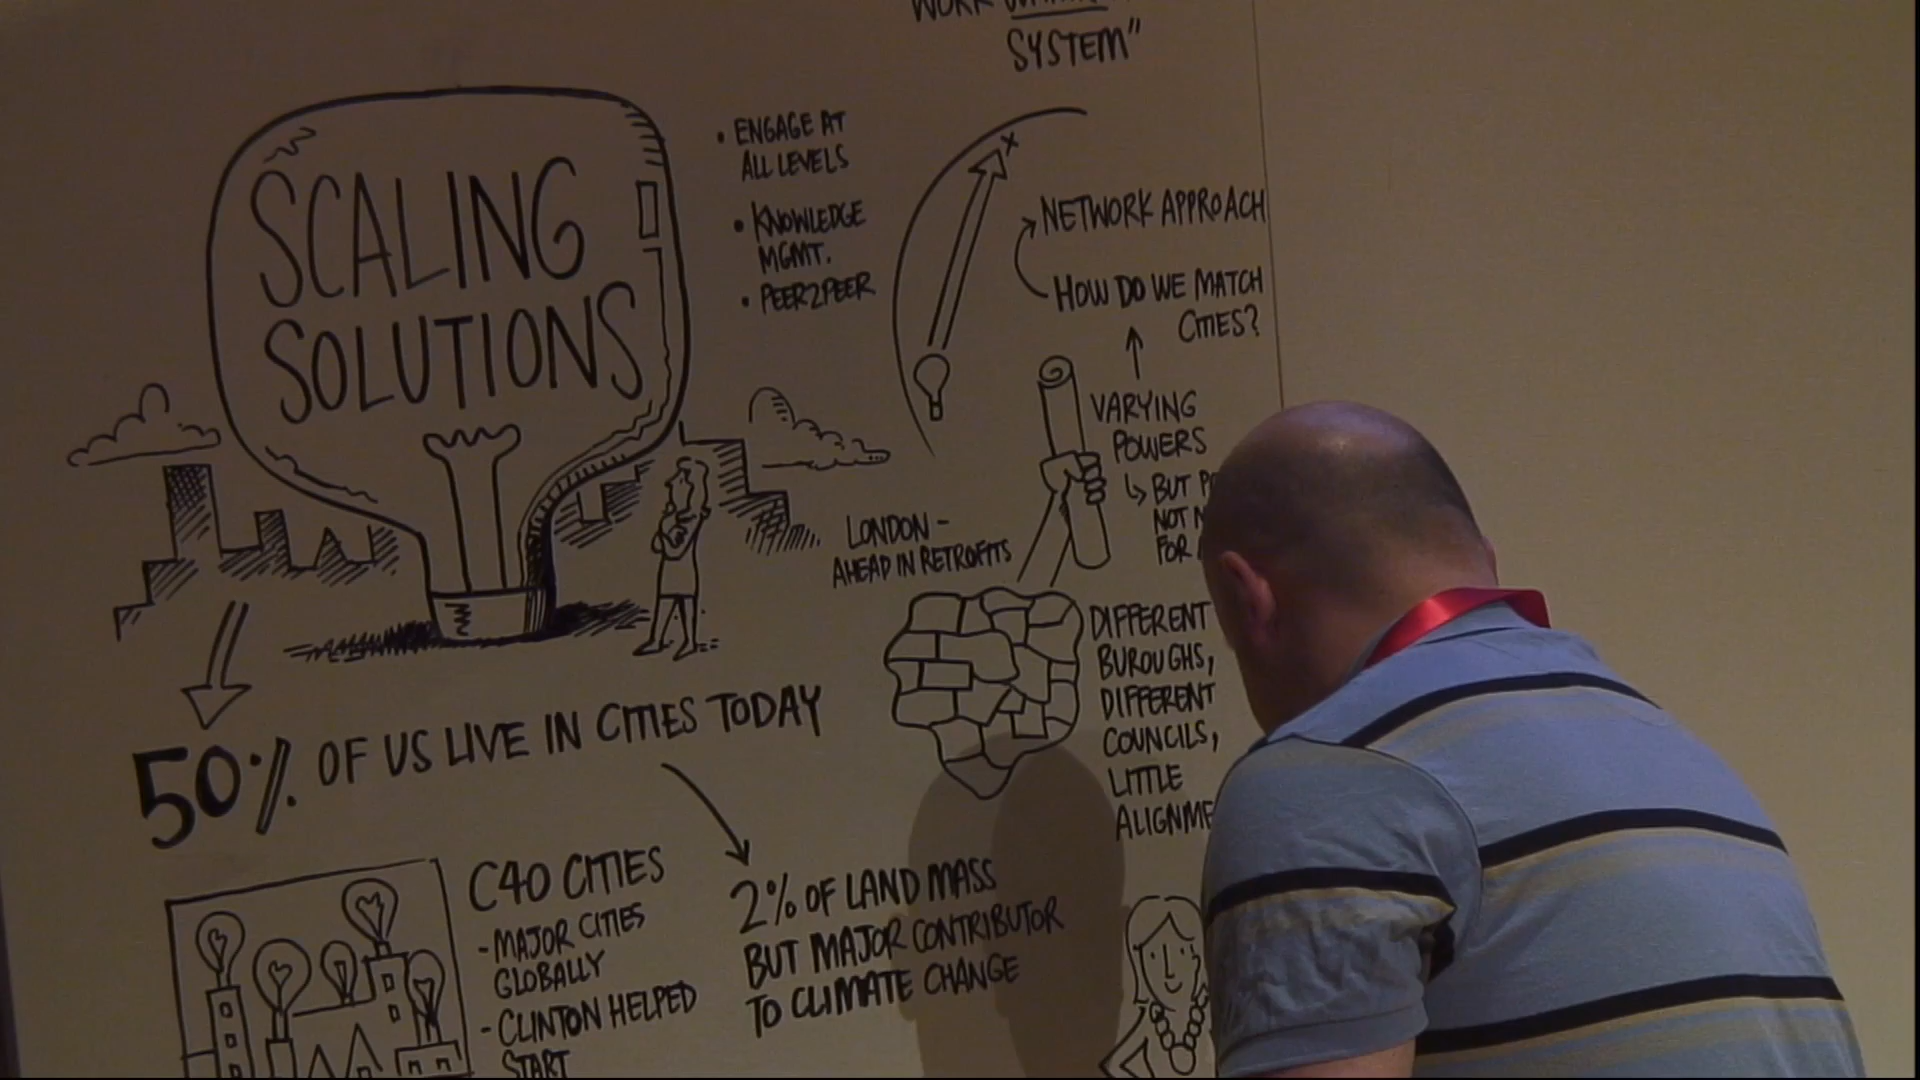 WORK
SYSTEM"
SCALING
SOLUTIONS
• ENGAGE AT
ALL LEVELS
• KNOWLEDGE
MGMT.
• PEER2PEER
NETWORK APPROACH
HOW DO WE MATCH
CITIES?
VARYING
POWERS
BUT
NOT
FOR
LONDON -
AHEAD IN RETROFITS
DIFFERENT
BUROUGHS,
DIFFERENT
COUNCILS,
LITTLE
ALIGNME
50% OF US LIVE IN CITIES TODAY
C40 CITIES
- MAJOR CITIES
GLOBALLY
- CLINTON HELPED
START
2% OF LAND MASS
BUT MAJOR CONTRIBUTOR
TO CLIMATE CHANGE